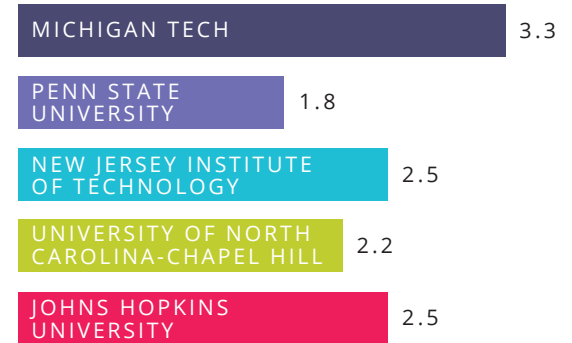 MICHIGAN TECH 3.3
PENN STATE
UNIVERSITY 1.8
NEW JERSEY INSTITUTE
OF TECHNOLOGY 2.5
UNIVERSITY OF NORTH
CAROLINA-CHAPEL HILL 2.2
JOHNS HOPKINS
UNIVERSITY 2.5